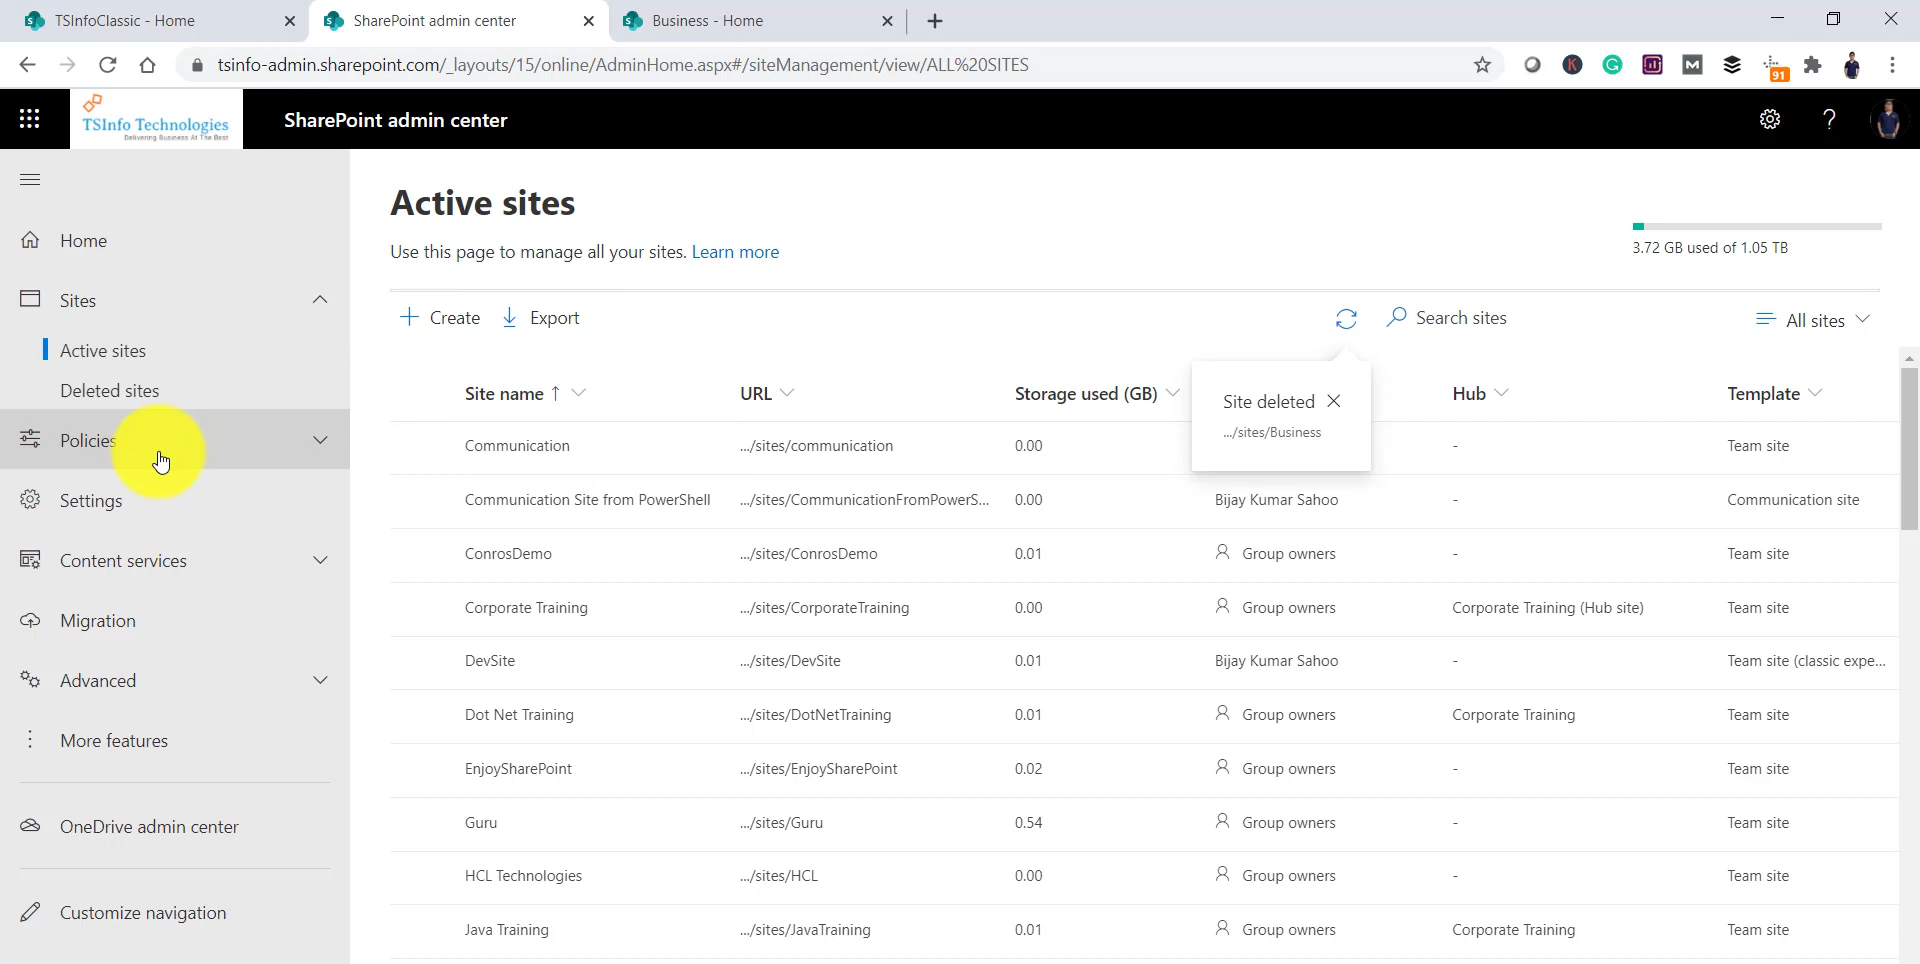 TSInfoClassic - Home
SharePoint admin center
Business - Home
tsinfo-admin.sharepoint.com/_layouts/15/online/AdminHome.aspx#/siteManagement/view/ALL%20SITES
91
TSInfo Technologies
Delivering Business At The Best
SharePoint admin center
Home
Sites
Active sites
Deleted sites
Policies
Settings
Content services
Migration
Advanced
More features
OneDrive admin center
Customize navigation
Active sites
Use this page to manage all your sites. Learn more
3.72 GB used of 1.05 TB
Create Export Search sites All sites
Site name ↑ URL Storage used (GB) Hub Template
Site deleted
.../sites/Business
Communication .../sites/communication 0.00 - Team site
Communication Site from PowerShell .../sites/CommunicationFromPowerS... 0.00 Bijay Kumar Sahoo - Communication site
ConrosDemo .../sites/ConrosDemo 0.01 Group owners - Team site
Corporate Training .../sites/CorporateTraining 0.00 Group owners Corporate Training (Hub site) Team site
DevSite .../sites/DevSite 0.01 Bijay Kumar Sahoo - Team site (classic expe...
Dot Net Training .../sites/DotNetTraining 0.01 Group owners Corporate Training Team site
EnjoySharePoint .../sites/EnjoySharePoint 0.02 Group owners - Team site
Guru .../sites/Guru 0.54 Group owners - Team site
HCL Technologies .../sites/HCL 0.00 Group owners - Team site
Java Training .../sites/JavaTraining 0.01 Group owners Corporate Training Team site